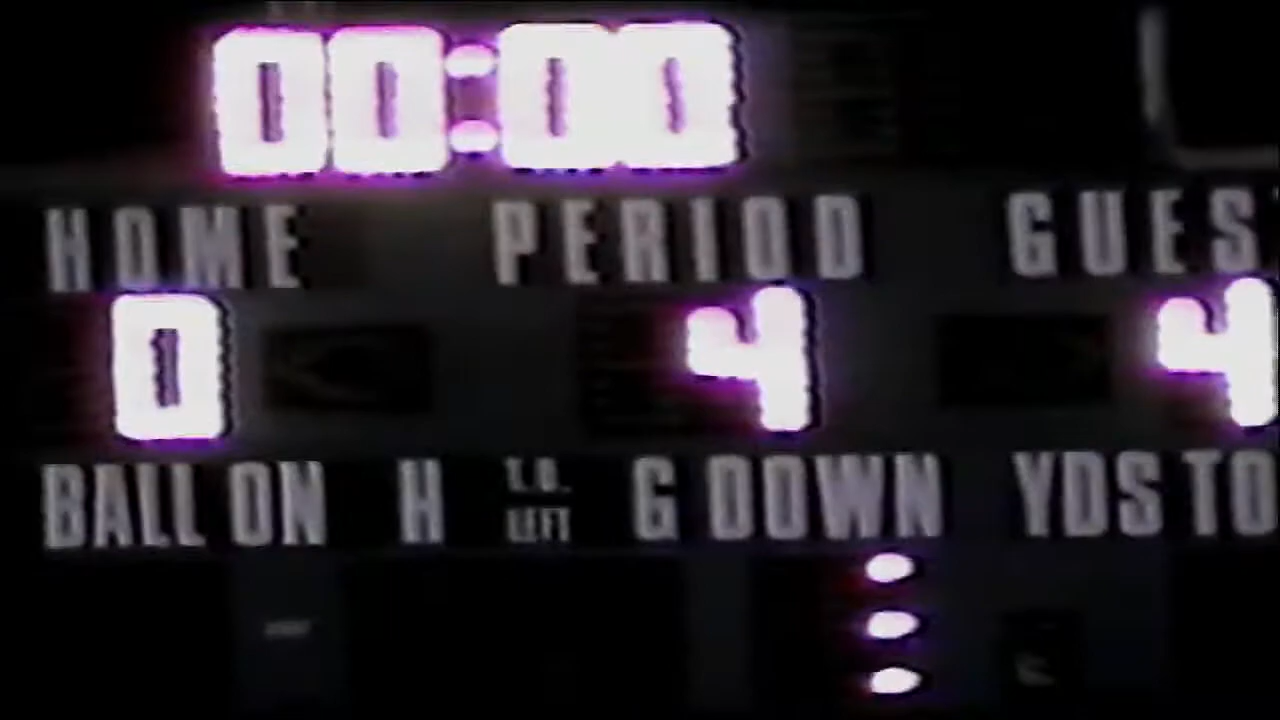 00:00
HOME PERIOD GUES
0 4 4
BALL ON H T.O. LEFT G DOWN YDS TO